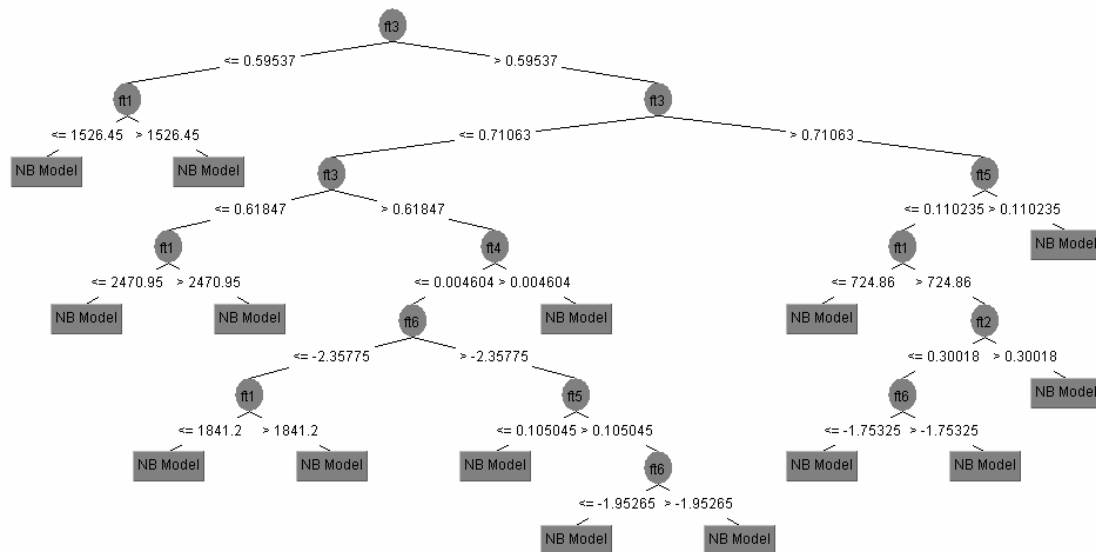 ft3
<= 0.59537 > 0.59537
ft1 ft3
<= 1526.45 > 1526.45 <= 0.71063 > 0.71063
NB Model NB Model ft3 ft5
<= 0.61847 > 0.61847 <= 0.110235 > 0.110235
ft1 ft4 ft1 NB Model
<= 2470.95 > 2470.95 <= 0.004604 > 0.004604 <= 724.86 > 724.86
NB Model NB Model ft6 NB Model NB Model ft2
<= -2.35775 > -2.35775 <= 0.30018 > 0.30018
ft1 ft5 ft6 NB Model
<= 1841.2 > 1841.2 <= 0.105045 > 0.105045 <= -1.75325 > -1.75325
NB Model NB Model NB Model ft6 NB Model NB Model
<= -1.95265 > -1.95265
NB Model NB Model